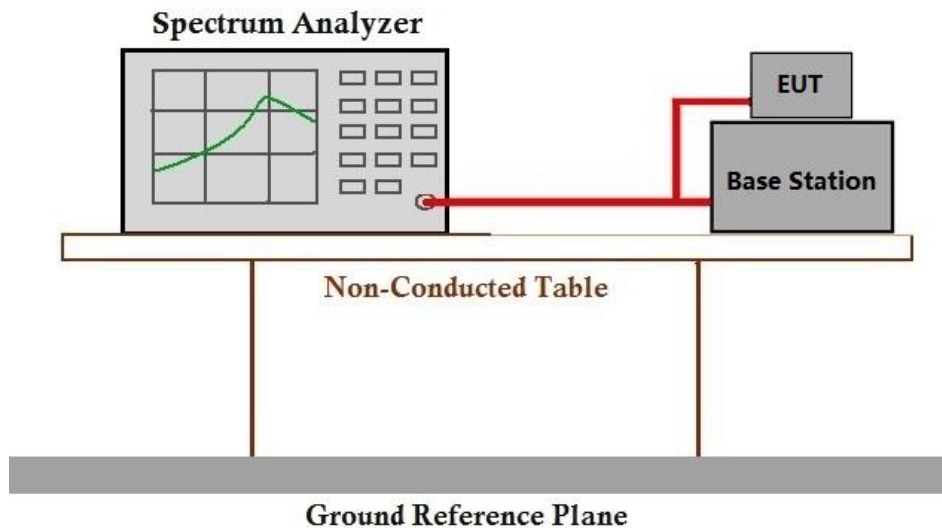 Spectrum Analyzer
EUT
Base Station
Non-Conducted Table
Ground Reference Plane